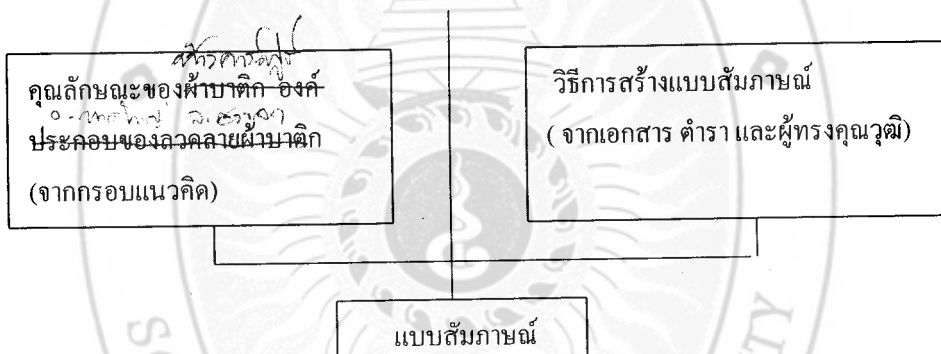 คุณลักษณะของผ้าบาติก องค์
ประกอบของลวดลายผ้าบาติก
(จากกรอบแนวคิด)
วิธีการสร้างแบบสัมภาษณ์
( จากเอกสาร ตำรา และผู้ทรงคุณวุฒิ)
แบบสัมภาษณ์